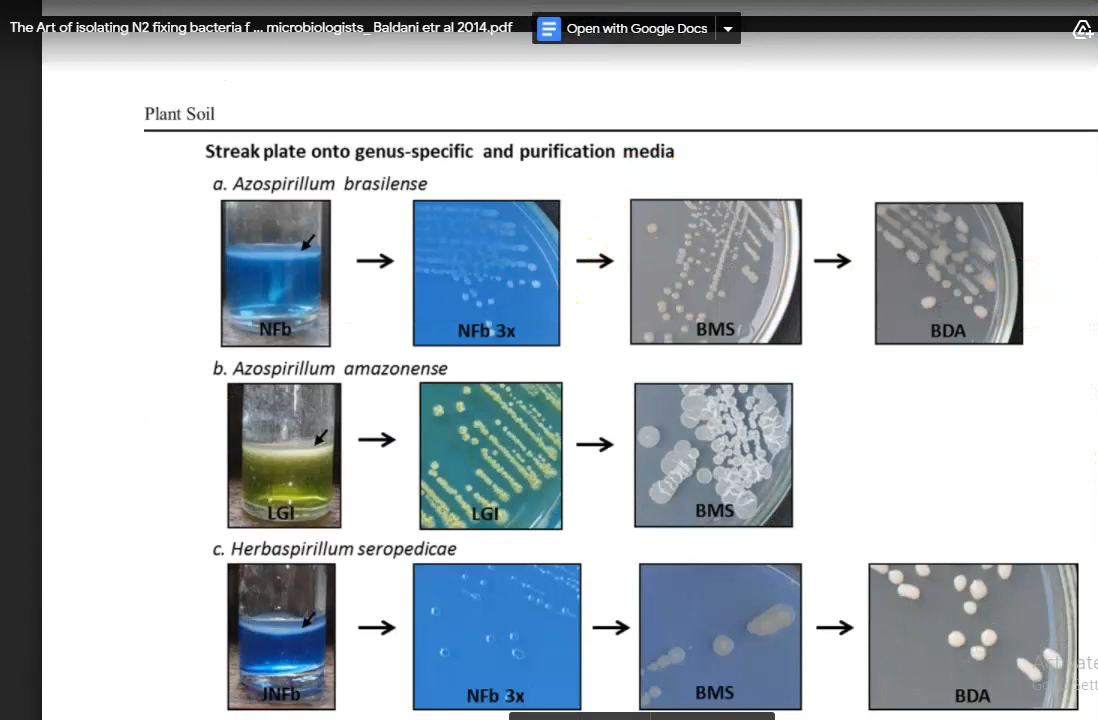 The Art of isolating N2 fixing bacteria f ... microbiologists_ Baldani etr al 2014.pdf
Open with Google Docs
Plant Soil
Streak plate onto genus-specific and purification media
a. Azospirillum brasilense
NFb
NFb 3x
BMS
BDA
b. Azospirillum amazonense
LGI
LGI
BMS
c. Herbaspirillum seropedicae
JNFb
NFb 3x
BMS
BDA